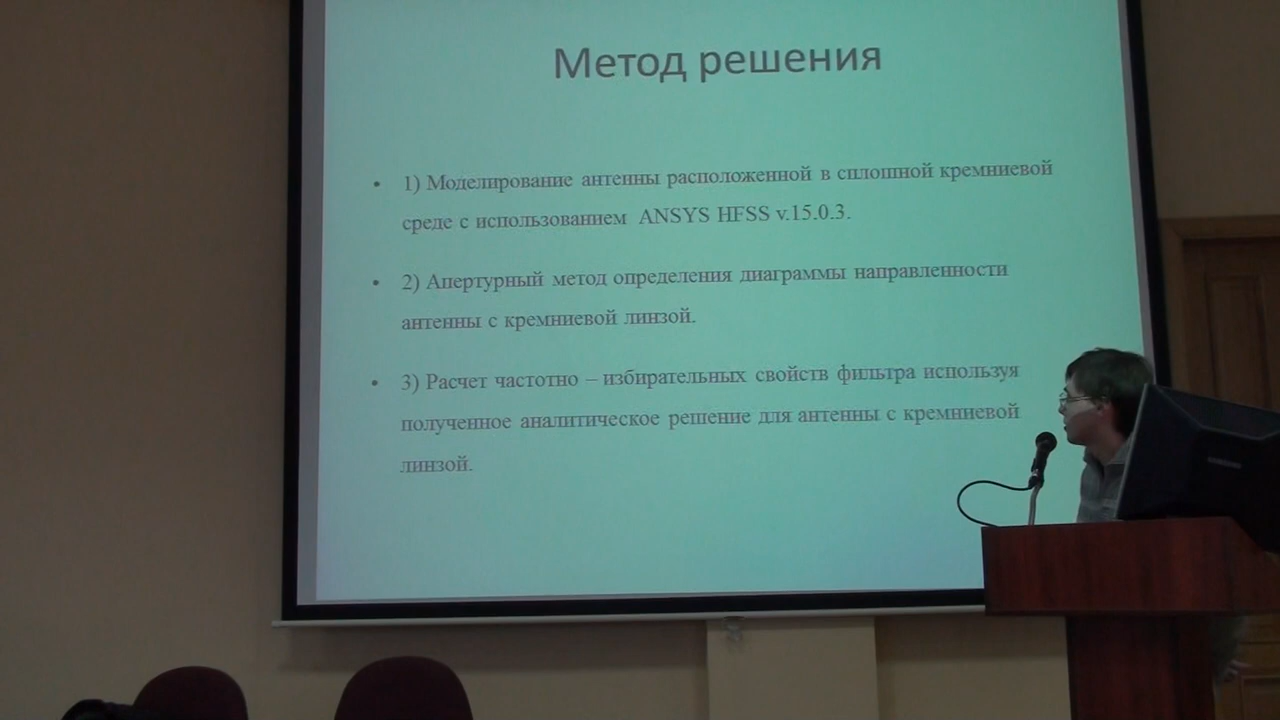 Метод решения
• 1) Моделирование антенны расположенной в сплошной кремниевой
среде с использованием ANSYS HFSS v.15.0.3.
• 2) Апертурный метод определения диаграммы направленности
антенны с кремниевой линзой.
• 3) Расчет частотно – избирательных свойств фильтра используя
полученное аналитическое решение для антенны с кремниевой
линзой.
SAMSUNG